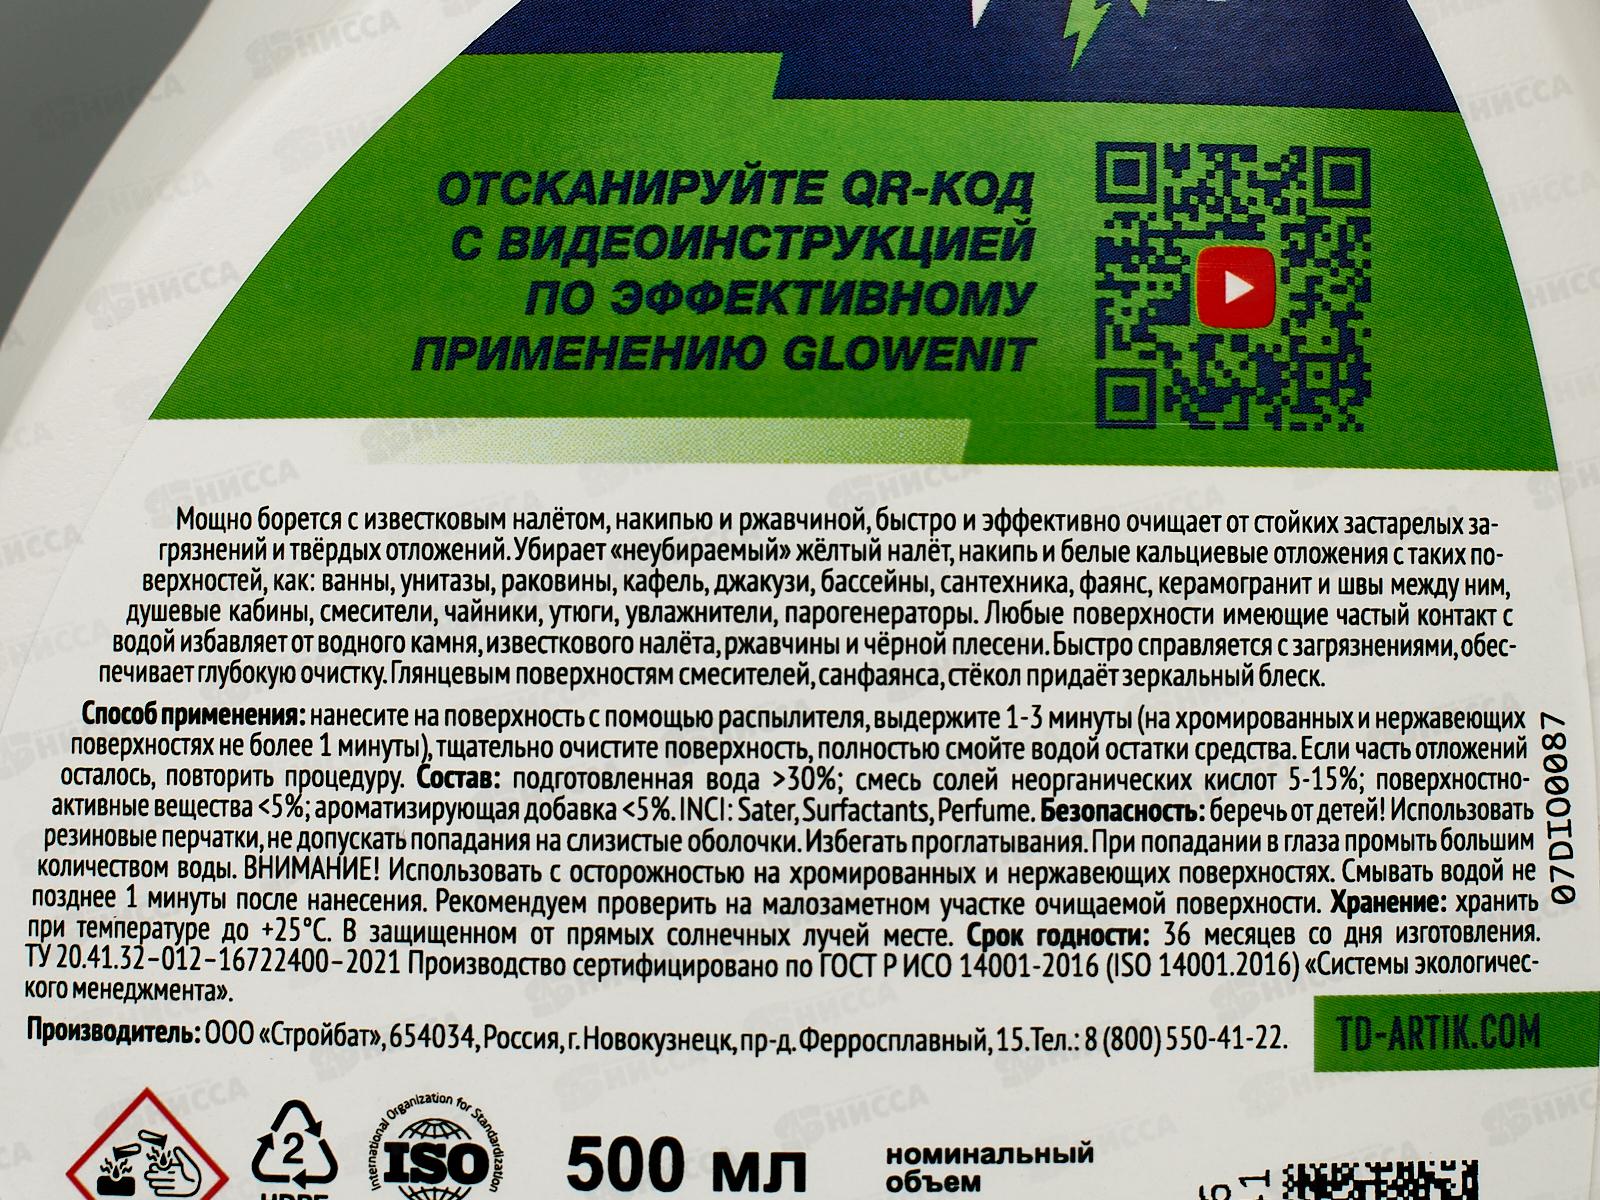 ОТСКАНИРУЙТЕ QR-КОД
С ВИДЕОИНСТРУКЦИЕЙ
ПО ЭФФЕКТИВНОМУ
ПРИМЕНЕНИЮ GLOWENIT
Мощно борется с известковым налётом, накипью и ржавчиной, быстро и эффективно очищает от стойких застарелых за-
грязнений и твёрдых отложений. Убирает «неубираемый» жёлтый налёт, накипь и белые кальциевые отложения с таких по-
верхностей, как: ванны, унитазы, раковины, кафель, джакузи, бассейны, сантехника, фаянс, керамогранит и швы между ним,
душевые кабины, смесители, чайники, утюги, увлажнители, парогенераторы. Любые поверхности имеющие частый контакт с
водой избавляет от водного камня, известкового налёта, ржавчины и чёрной плесени. Быстро справляется с загрязнениями, обес-
печивает глубокую очистку. Глянцевым поверхностям смесителей, санфаянса, стёкол придаёт зеркальный блеск.
Способ применения: нанесите на поверхность с помощью распылителя, выдержите 1-3 минуты (на хромированных и нержавеющих
поверхностях не более 1 минуты), тщательно очистите поверхность, полностью смойте водой остатки средства. Если часть отложений
осталось, повторить процедуру. Состав: подготовленная вода >30%; смесь солей неорганических кислот 5-15%; поверхностно-
активные вещества <5%; ароматизирующая добавка <5%. INCI: Sater, Surfactants, Perfume. Безопасность: беречь от детей! Использовать
резиновые перчатки, не допускать попадания на слизистые оболочки. Избегать проглатывания. При попадании в глаза промыть большим
количеством воды. ВНИМАНИЕ! Использовать с осторожностью на хромированных и нержавеющих поверхностях. Смывать водой не
позднее 1 минуты после нанесения. Рекомендуем проверить на малозаметном участке очищаемой поверхности. Хранение: хранить
при температуре до +25°С. В защищенном от прямых солнечных лучей месте. Срок годности: 36 месяцев со дня изготовления.
ТУ 20.41.32-012-16722400-2021 Производство сертифицировано по ГОСТ Р ИСО 14001-2016 (ISO 14001.2016) «Системы экологичес-
кого менеджмента».
07DIO0087
Производитель: ООО «Стройбат», 654034, Россия, г. Новокузнецк, пр-д. Ферросплавный, 15. Тел.: 8 (800) 550-41-22.
TD-ARTIK.COM
2
International Organization for Standardization
ISO
500 мл
номинальный
объем
НИССА